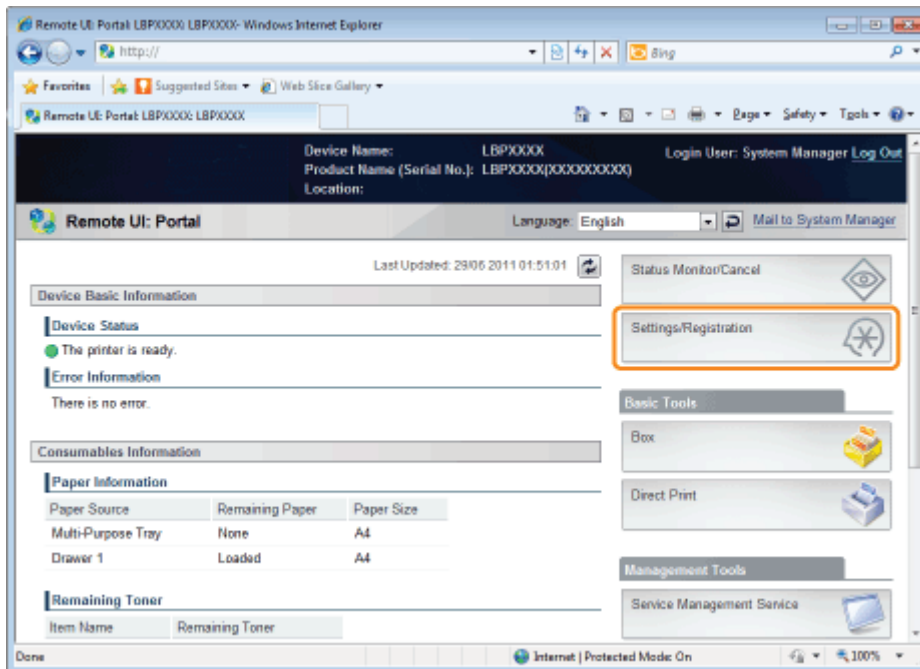 Remote UI: Portal: LBPXXXX: LBPXXXX- Windows Internet Explorer
http://
Bing
Favorites Suggested Sites Web Slice Gallery
Remote UI: Portal: LBPXXXX: LBPXXXX
Page Safety Tools
Device Name: LBPXXXX
Login User: System Manager Log Out
Product Name (Serial No.): LBPXXXX(XXXXXXXXX)
Location:
Remote UI: Portal
Language: English
Mail to System Manager
Last Updated: 29/06 2011 01:51:01
Status Monitor/Cancel
Device Basic Information
Device Status
Settings/Registration
The printer is ready.
Error Information
There is no error.
Basic Tools
Box
Consumables Information
Paper Information
Direct Print
Paper Source Remaining Paper Paper Size
Multi-Purpose Tray None A4
Drawer 1 Loaded A4
Management Tools
Remaining Toner
Service Management Service
Item Name Remaining Toner
Done
Internet | Protected Mode: On
100%